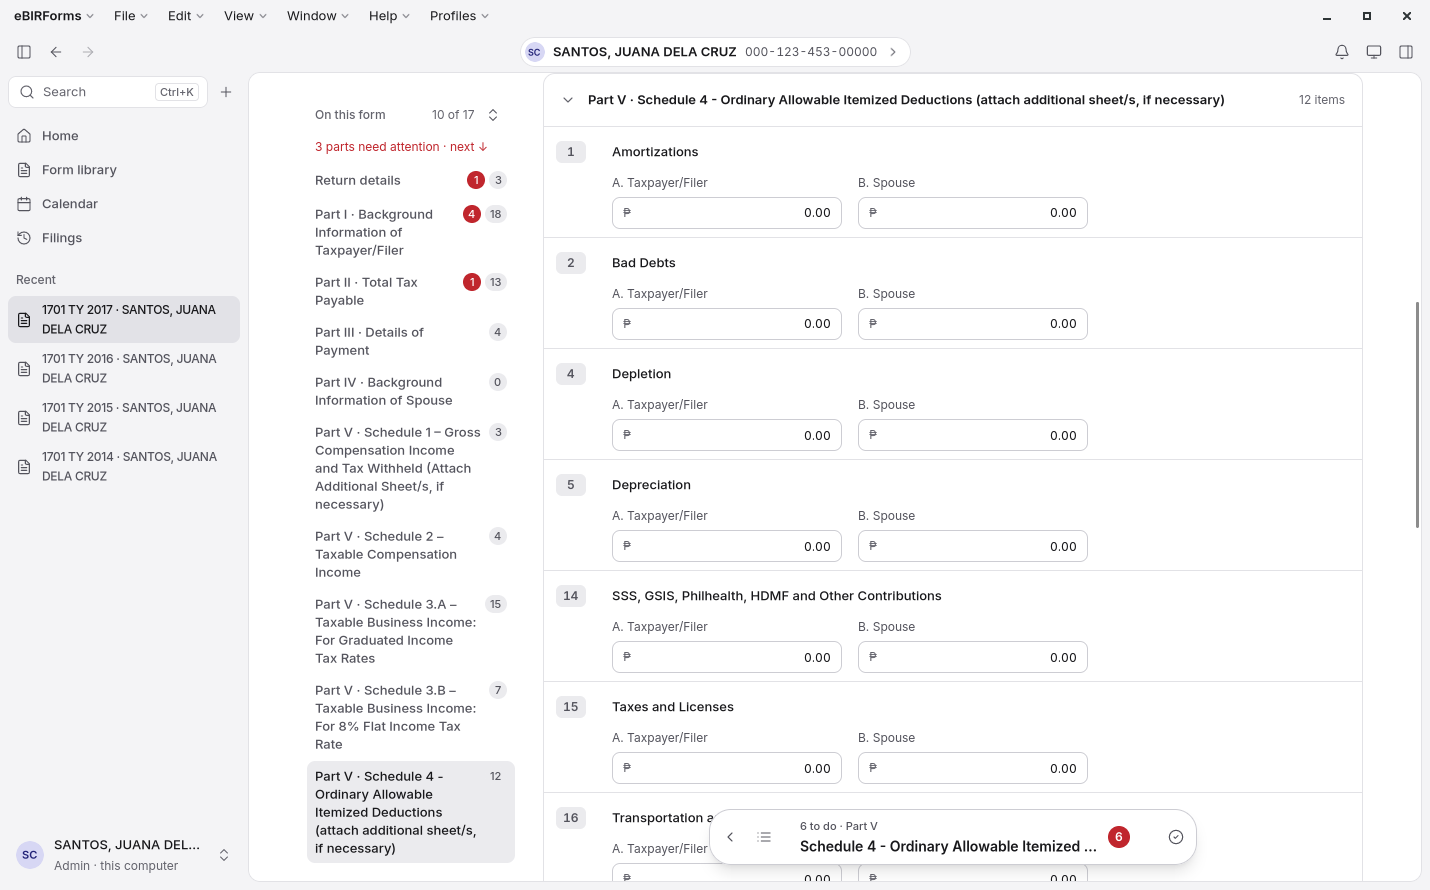 eBIRForms File Edit View Window Help Profiles
SC SANTOS, JUANA DELA CRUZ 000-123-453-00000
Search Ctrl+K
Home
Form library
Calendar
Filings
Recent
1701 TY 2017 · SANTOS, JUANA
DELA CRUZ
1701 TY 2016 · SANTOS, JUANA
DELA CRUZ
1701 TY 2015 · SANTOS, JUANA
DELA CRUZ
1701 TY 2014 · SANTOS, JUANA
DELA CRUZ
SC SANTOS, JUANA DEL...
Admin · this computer
On this form 10 of 17
3 parts need attention · next ↓
Return details 1 3
Part I · Background 4 18
Information of
Taxpayer/Filer
Part II · Total Tax 1 13
Payable
Part III · Details of 4
Payment
Part IV · Background 0
Information of Spouse
Part V · Schedule 1 – Gross 3
Compensation Income
and Tax Withheld (Attach
Additional Sheet/s, if
necessary)
Part V · Schedule 2 – 4
Taxable Compensation
Income
Part V · Schedule 3.A – 15
Taxable Business Income:
For Graduated Income
Tax Rates
Part V · Schedule 3.B – 7
Taxable Business Income:
For 8% Flat Income Tax
Rate
Part V · Schedule 4 - 12
Ordinary Allowable
Itemized Deductions
(attach additional sheet/s,
if necessary)
Part V · Schedule 4 - Ordinary Allowable Itemized Deductions (attach additional sheet/s, if necessary) 12 items
1 Amortizations
A. Taxpayer/Filer B. Spouse
₱ 0.00 ₱ 0.00
2 Bad Debts
A. Taxpayer/Filer B. Spouse
₱ 0.00 ₱ 0.00
4 Depletion
A. Taxpayer/Filer B. Spouse
₱ 0.00 ₱ 0.00
5 Depreciation
A. Taxpayer/Filer B. Spouse
₱ 0.00 ₱ 0.00
14 SSS, GSIS, Philhealth, HDMF and Other Contributions
A. Taxpayer/Filer B. Spouse
₱ 0.00 ₱ 0.00
15 Taxes and Licenses
A. Taxpayer/Filer B. Spouse
₱ 0.00 ₱ 0.00
16 Transportation a
A. Taxpayer/File
₱ 0.00 ₱ 0.00
6 to do · Part V
Schedule 4 - Ordinary Allowable Itemized ... 6